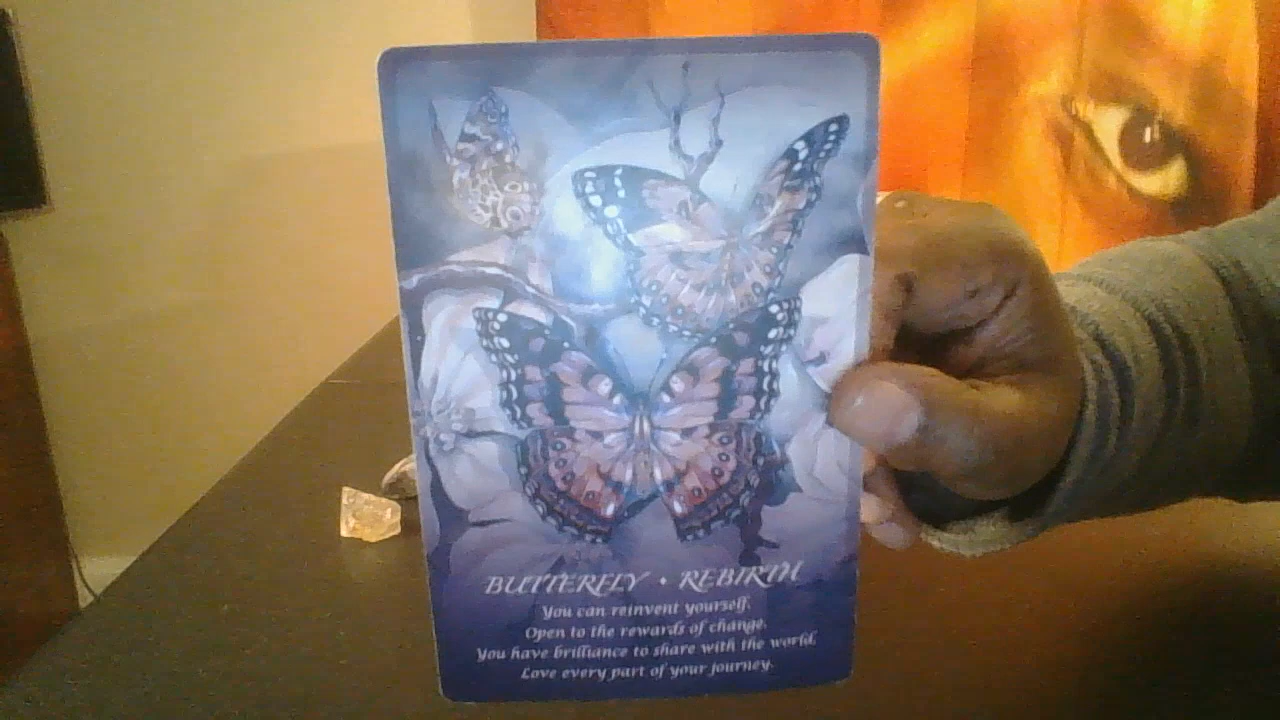 BUTTERFLY • REBIRTH
You can reinvent yourself.
Open to the rewards of change.
You have brilliance to share with the world.
Love every part of your journey.